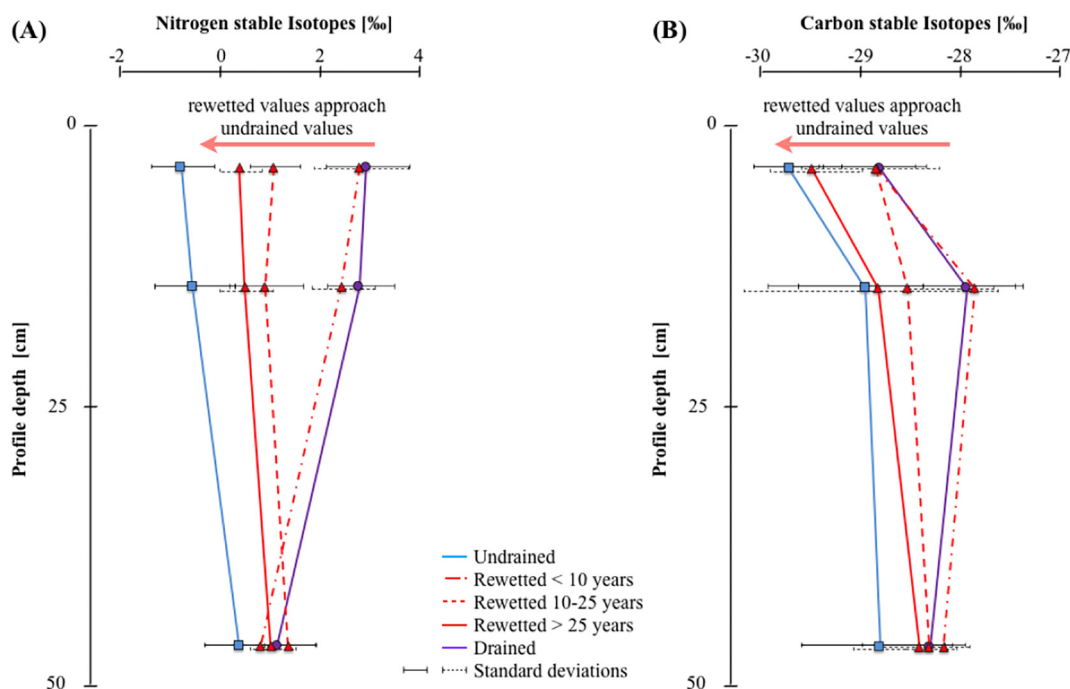 (A)
Nitrogen stable Isotopes [‰]
-2 0 2 4
rewetted values approach
undrained values
0
25
50
Profile depth [cm]
(B)
Carbon stable Isotopes [‰]
-30 -29 -28 -27
rewetted values approach
undrained values
0
25
50
Profile depth [cm]
Undrained
Rewetted < 10 years
Rewetted 10-25 years
Rewetted > 25 years
Drained
Standard deviations